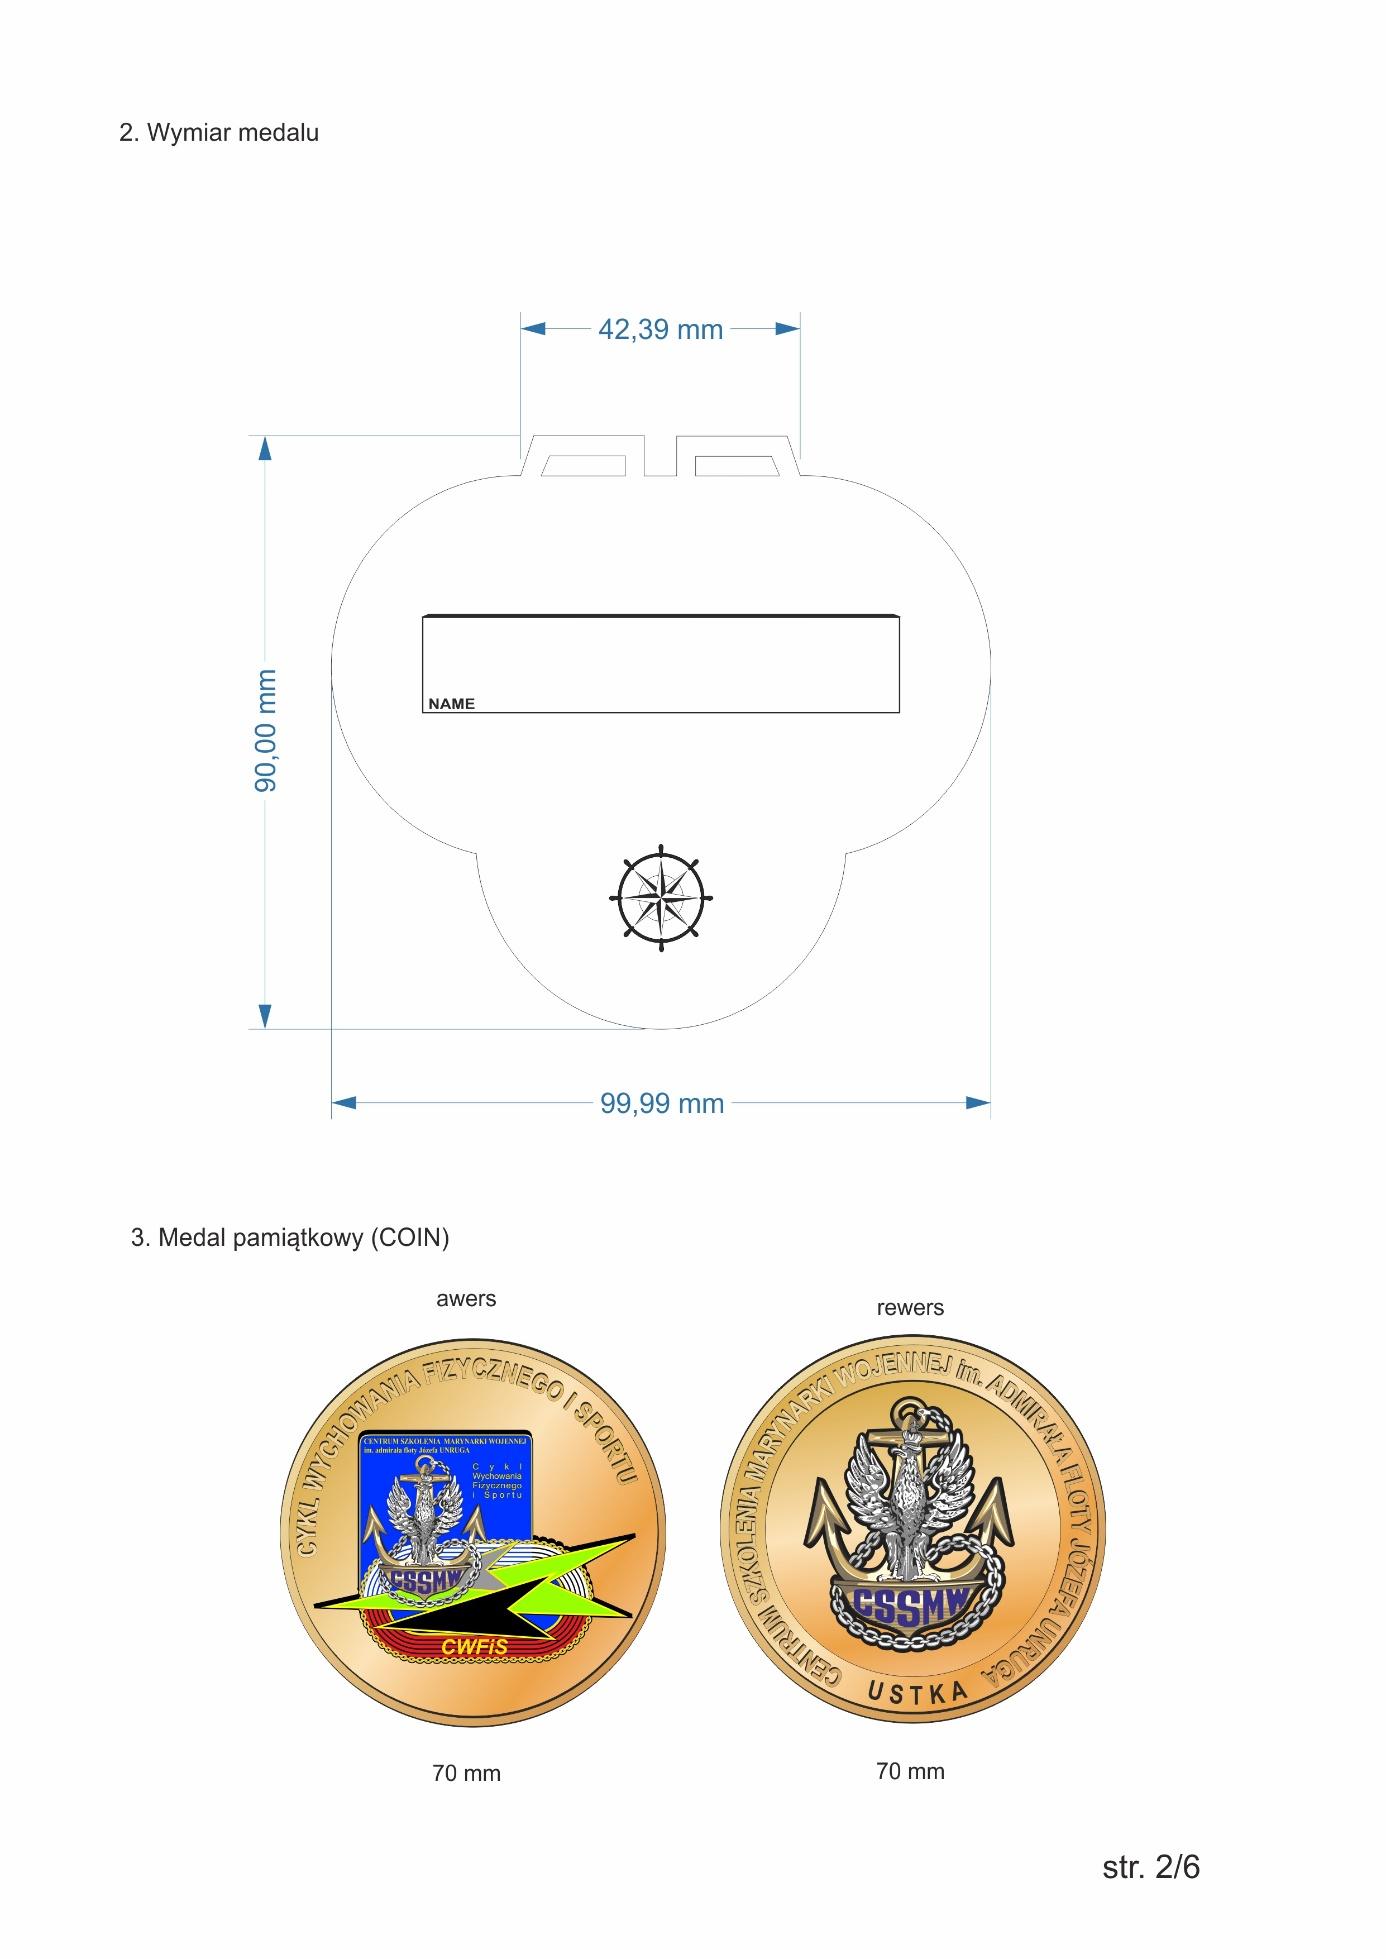 2. Wymiar medalu
42,39 mm
90,00 mm
NAME
99,99 mm
3. Medal pamiątkowy (COIN)
awers
rewers
CYKL WYCHOWANIA FIZYCZNEGO I SPORTU
CENTRUM SZKOLENIA MARYNARKI WOJENNEJ
im. admirała floty Józefa UNRUGA
Cykl
Wychowania
Fizycznego
i Sportu
CSSMW
CWFiS
CENTRUM SZKOLENIA MARYNARKI WOJENNEJ im. ADMIRAŁA FLOTY JÓZEFA UNRUGA
CSSMW
USTKA
70 mm
70 mm
str. 2/6